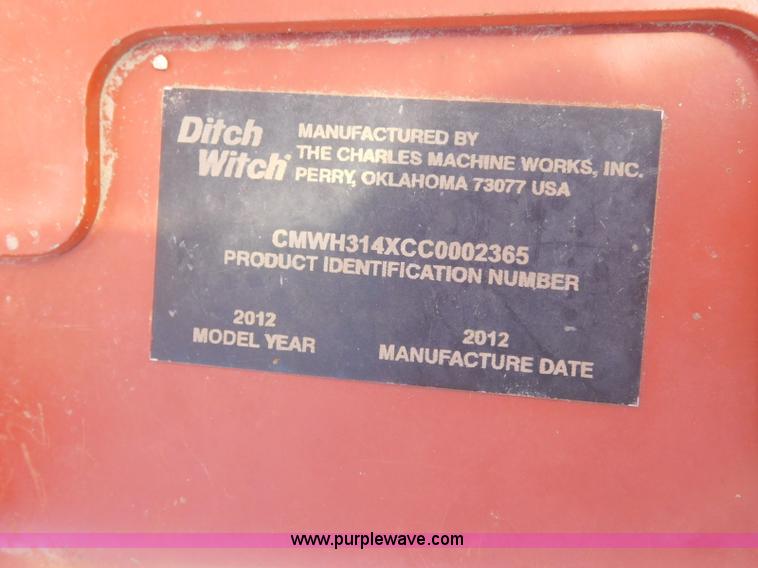 Ditch Witch®
MANUFACTURED BY
THE CHARLES MACHINE WORKS, INC.
PERRY, OKLAHOMA 73077 USA
CMWH314XCC0002365
PRODUCT IDENTIFICATION NUMBER
2012
MODEL YEAR
2012
MANUFACTURE DATE
www.purplewave.com